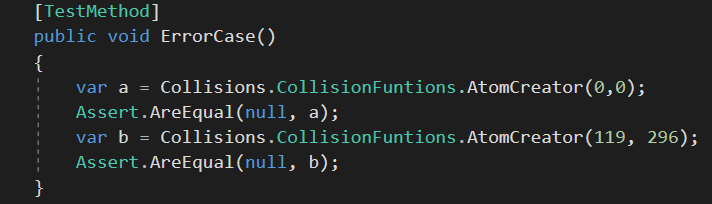 [TestMethod]
public void ErrorCase()
{
var a = Collisions.CollisionFuntions.AtomCreator(0,0);
Assert.AreEqual(null, a);
var b = Collisions.CollisionFuntions.AtomCreator(119, 296);
Assert.AreEqual(null, b);
}